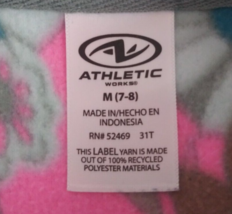 ATHLETIC
WORKS®
M (7-8)
MADE IN/HECHO EN
INDONESIA
RN# 52469 31T
THIS LABEL YARN IS MADE
OUT OF 100% RECYCLED
POLYESTER MATERIALS